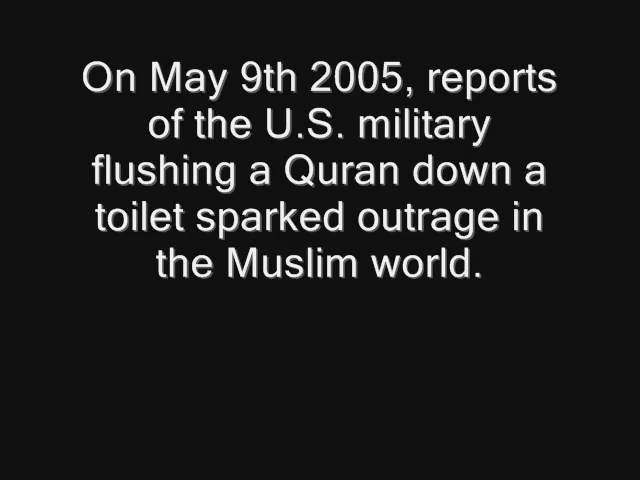 On May 9th 2005, reports
of the U.S. military
flushing a Quran down a
toilet sparked outrage in
the Muslim world.